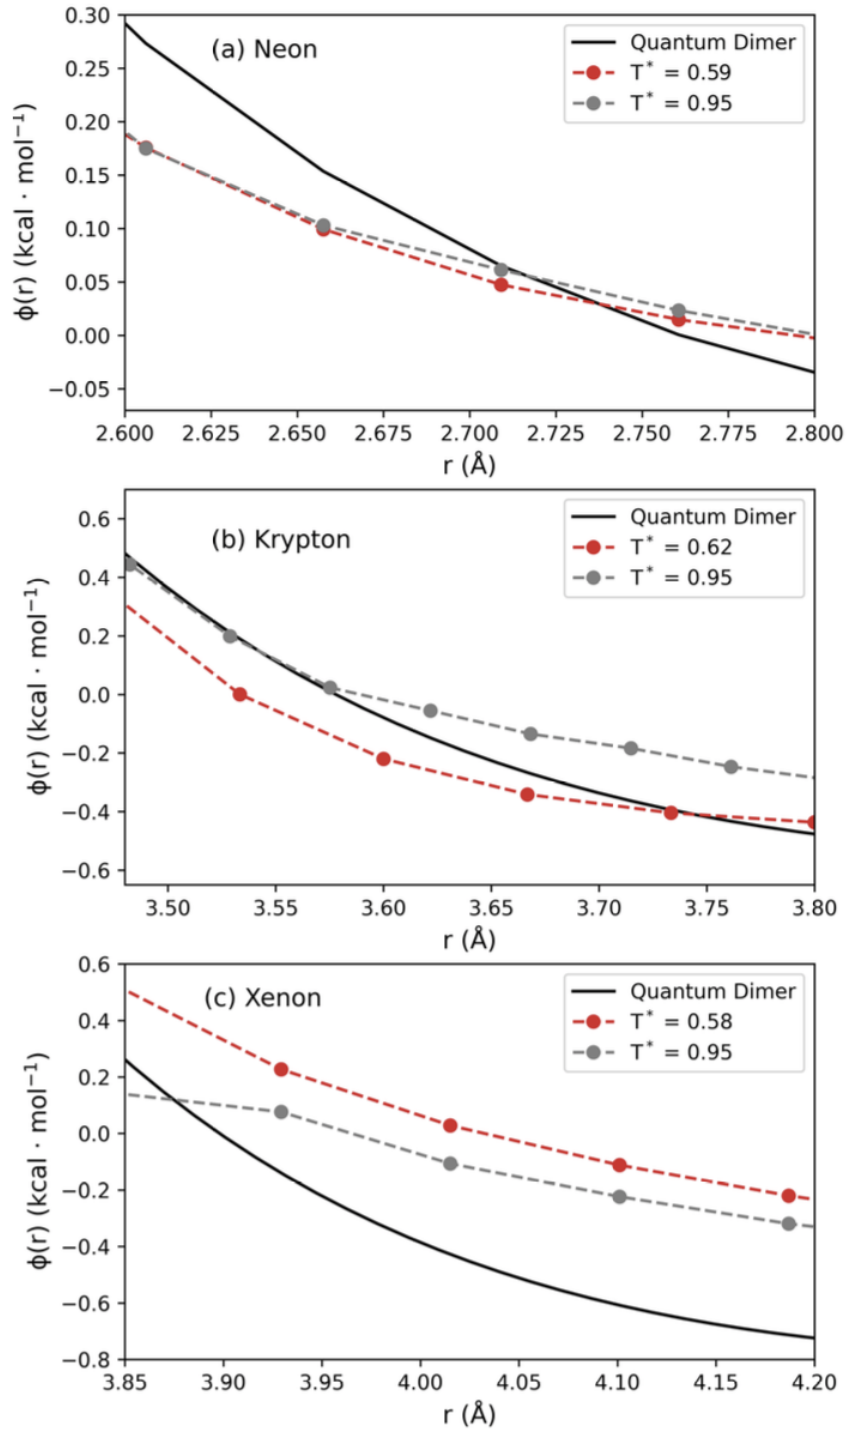 (a) Neon
Quantum Dimer
T* = 0.59
T* = 0.95
0.30
0.25
0.20
0.15
0.10
0.05
0.00
−0.05
ϕ(r) (kcal · mol⁻¹)
2.600 2.625 2.650 2.675 2.700 2.725 2.750 2.775 2.800
r (Å)
(b) Krypton
Quantum Dimer
T* = 0.62
T* = 0.95
0.6
0.4
0.2
0.0
−0.2
−0.4
−0.6
ϕ(r) (kcal · mol⁻¹)
3.50 3.55 3.60 3.65 3.70 3.75 3.80
r (Å)
(c) Xenon
Quantum Dimer
T* = 0.58
T* = 0.95
0.6
0.4
0.2
0.0
−0.2
−0.4
−0.6
−0.8
ϕ(r) (kcal · mol⁻¹)
3.85 3.90 3.95 4.00 4.05 4.10 4.15 4.20
r (Å)